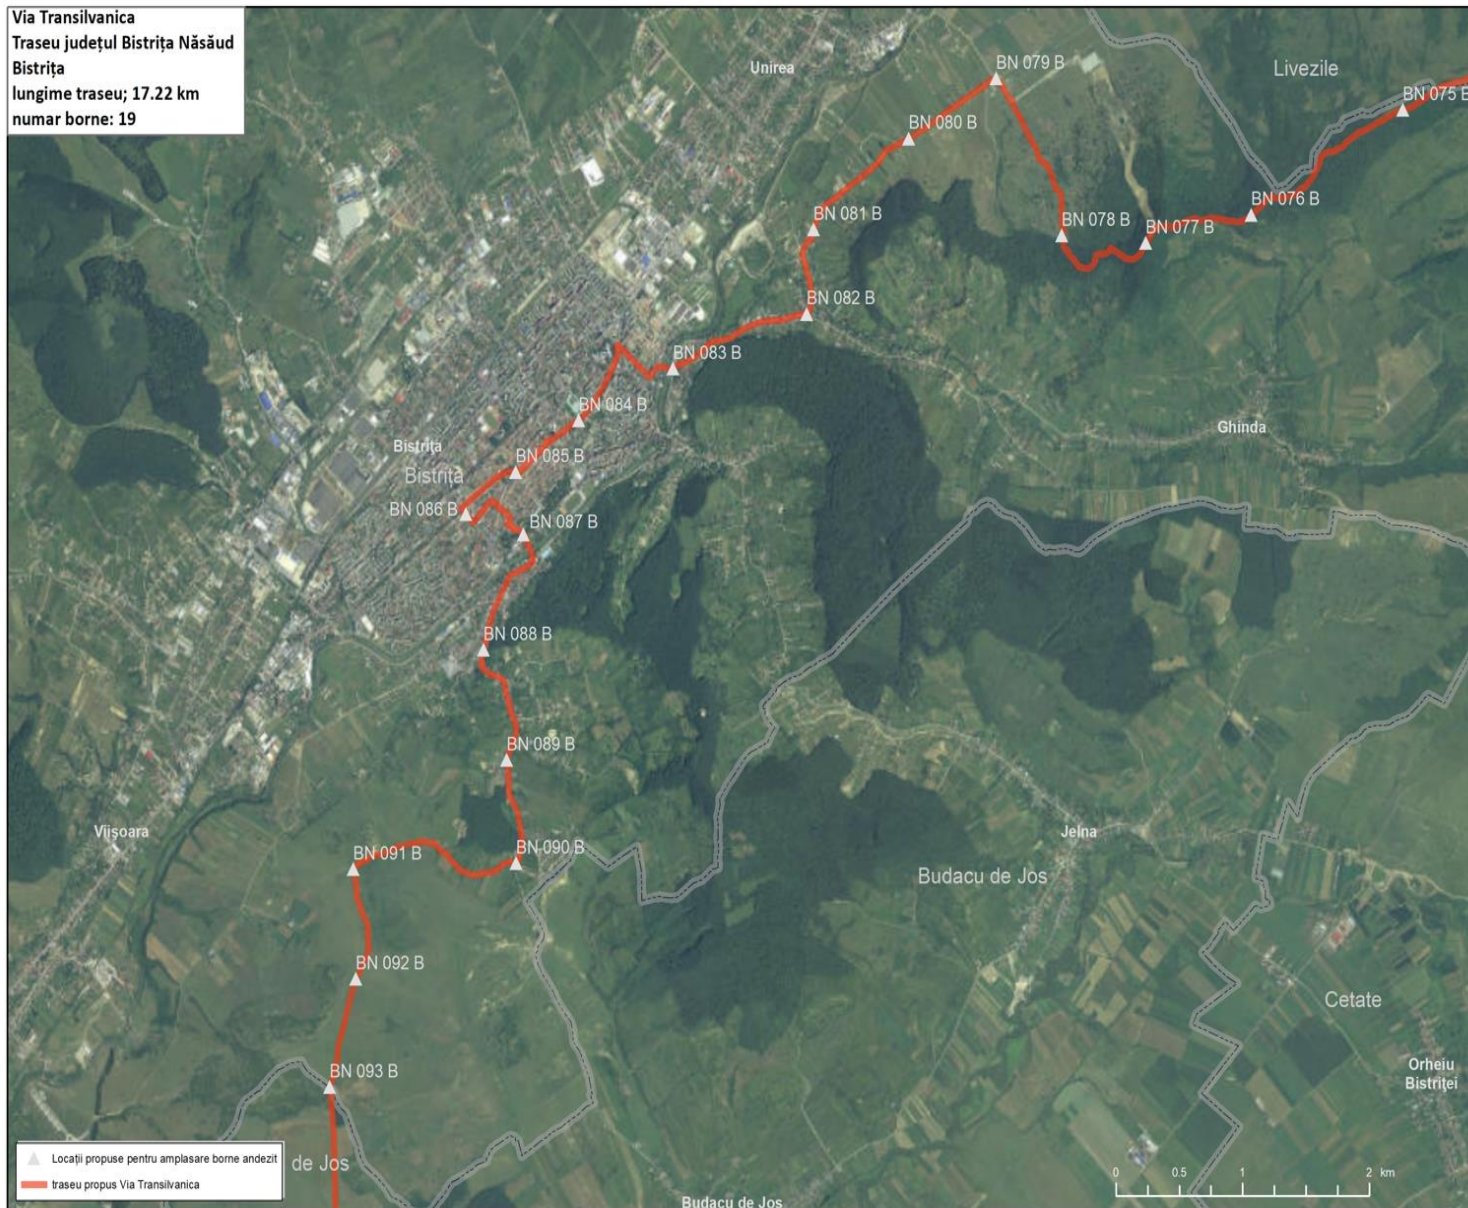 Via Transilvanica
Traseu județul Bistrița Năsăud
Bistrița
lungime traseu; 17.22 km
numar borne: 19
Unirea
Livezile
BN 079 B
BN 075 B
BN 080 B
BN 076 B
BN 081 B
BN 078 B
BN 077 B
BN 082 B
BN 083 B
BN 084 B
Ghinda
Bistrița
Bistrița
BN 085 B
BN 086 B
BN 087 B
BN 088 B
BN 089 B
Viișoara
Jelna
BN 090 B
BN 091 B
Budacu de Jos
BN 092 B
Cetate
Orheiu
Bistriței
BN 093 B
Locații propuse pentru amplasare borne andezit
traseu propus Via Transilvanica
de Jos
0 0.5 1 2 km
Budacu de Jos